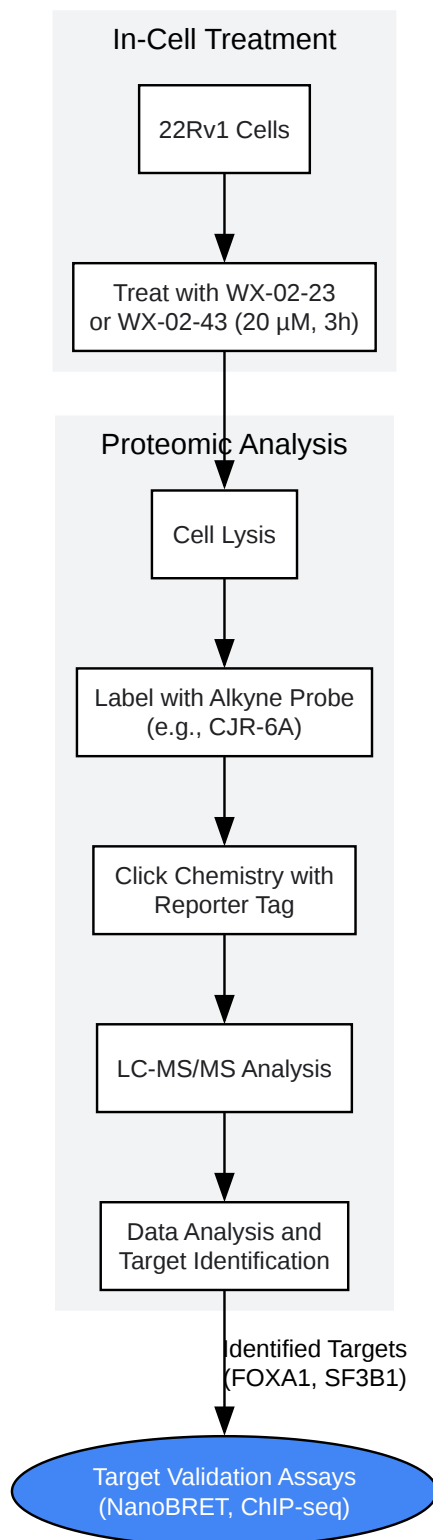 In-Cell Treatment
22Rv1 Cells
Treat with WX-02-23
or WX-02-43 (20 µM, 3h)
Proteomic Analysis
Cell Lysis
Label with Alkyne Probe
(e.g., CJR-6A)
Click Chemistry with
Reporter Tag
LC-MS/MS Analysis
Data Analysis and
Target Identification
Identified Targets
(FOXA1, SF3B1)
Target Validation Assays
(NanoBRET, ChIP-seq)